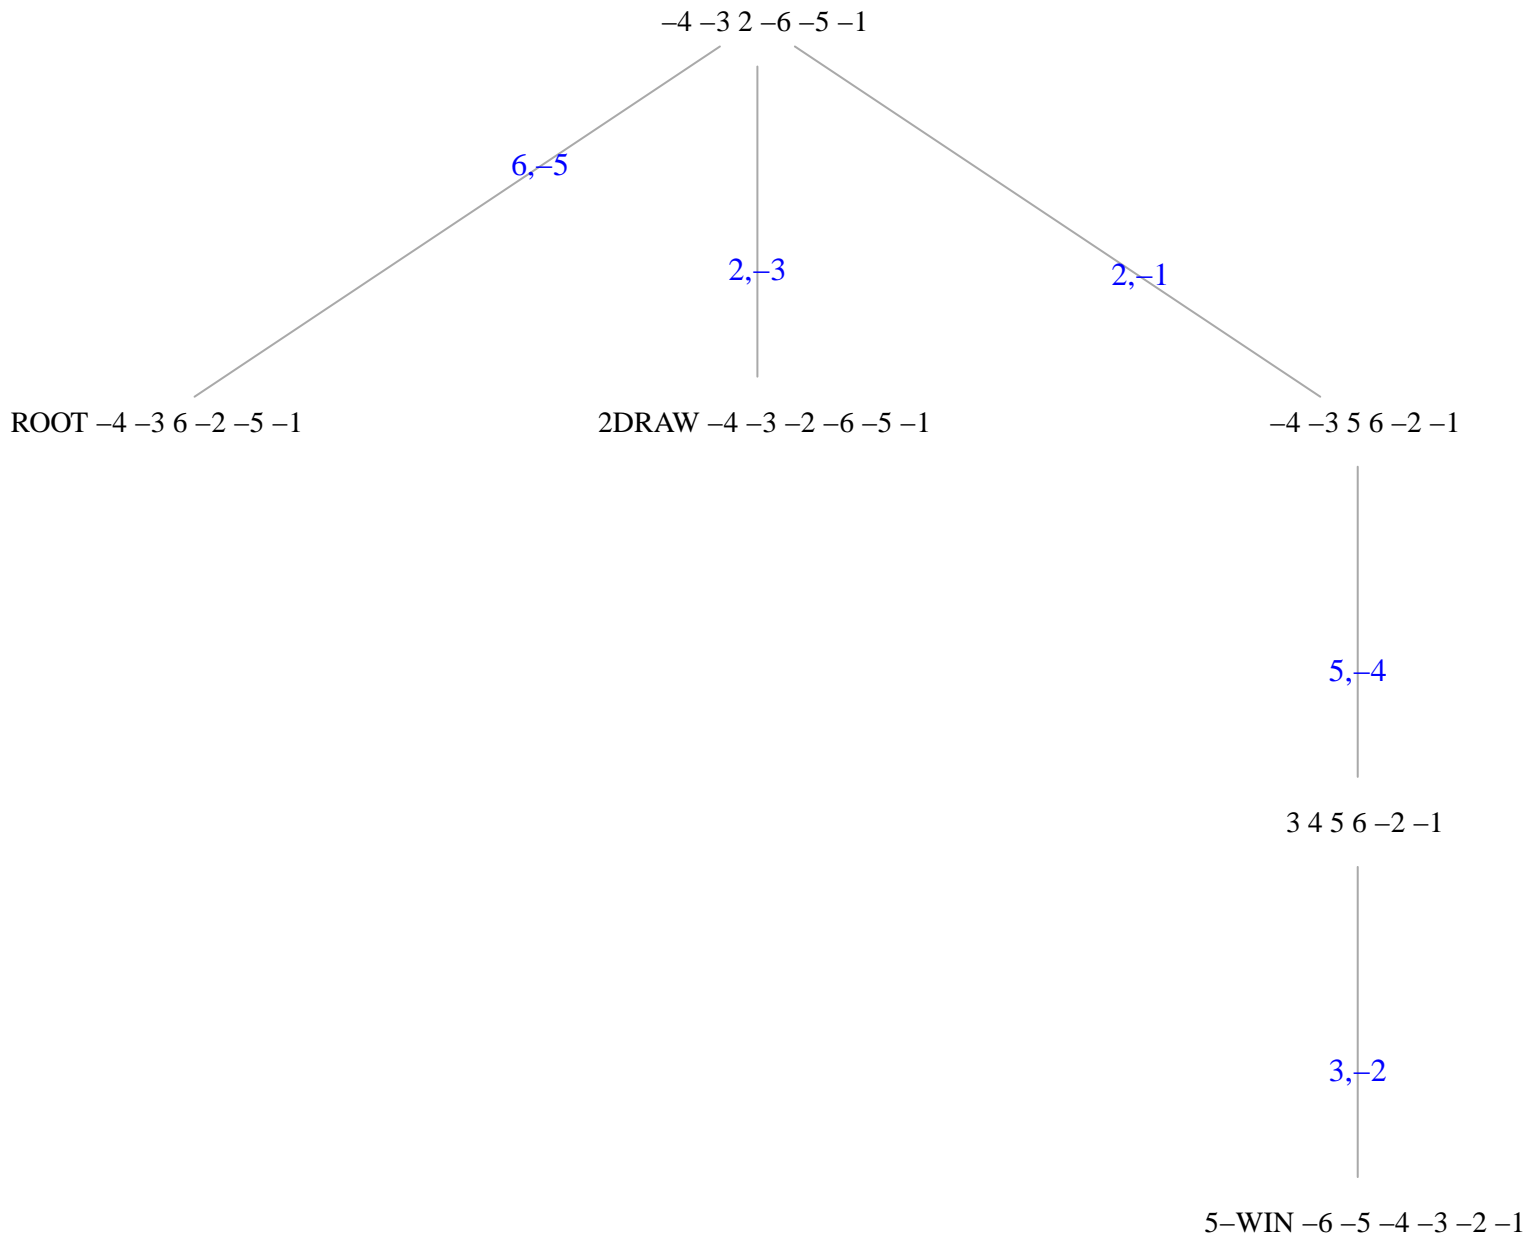 –4 –3 2 –6 –5 –1
6,–5
2,–3
2,–1
ROOT –4 –3 6 –2 –5 –1
2DRAW –4 –3 –2 –6 –5 –1
–4 –3 5 6 –2 –1
5,–4
3 4 5 6 –2 –1
3,–2
5–WIN –6 –5 –4 –3 –2 –1